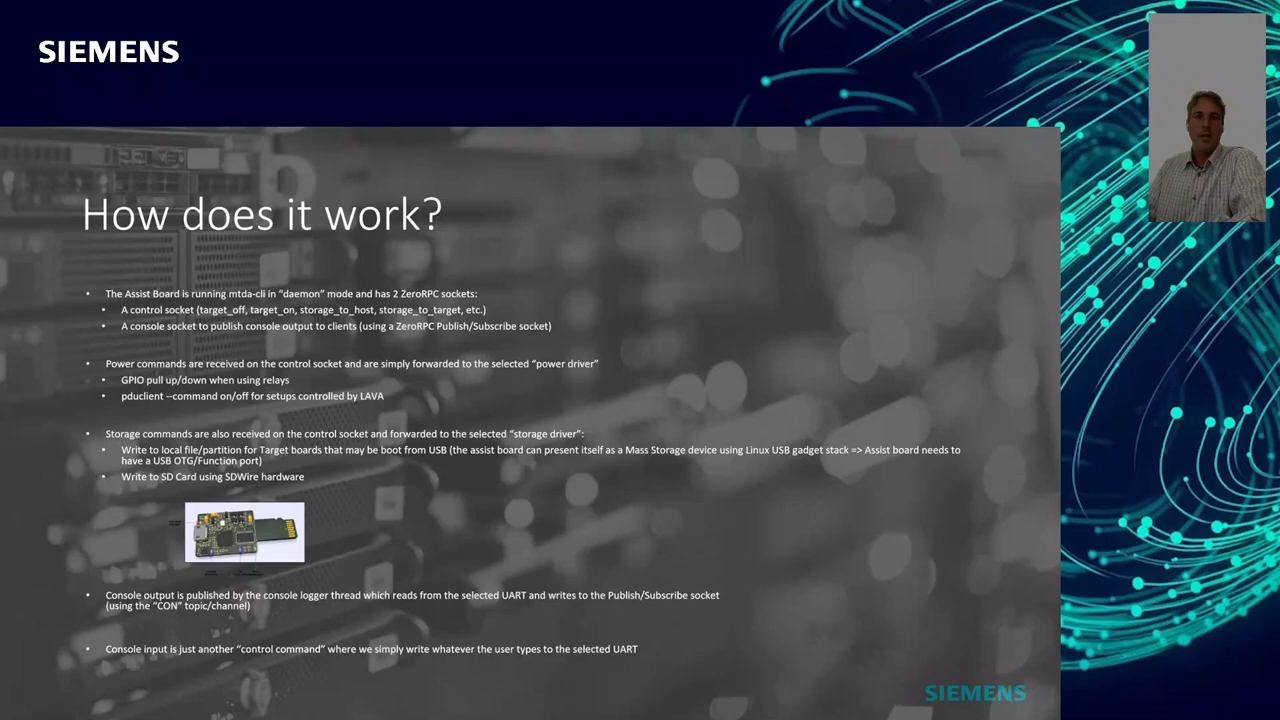 SIEMENS
How does it work?
• The Assist Board is running mtda-cli in "daemon" mode and has 2 ZeroRPC sockets:
• A control socket (target_off, target_on, storage_to_host, storage_to_target, etc.)
• A console socket to publish console output to clients (using a ZeroRPC Publish/Subscribe socket)
• Power commands are received on the control socket and are simply forwarded to the selected "power driver"
• GPIO pull up/down when using relays
• pduclient --command on/off for setups controlled by LAVA
• Storage commands are also received on the control socket and forwarded to the selected "storage driver":
• Write to local file/partition for Target boards that may be boot from USB (the assist board can present itself as a Mass Storage device using Linux USB gadget stack => Assist board needs to
have a USB OTG/Function port)
• Write to SD Card using SDWire hardware
• Console output is published by the console logger thread which reads from the selected UART and writes to the Publish/Subscribe socket
(using the "CON" topic/channel)
• Console input is just another "control command" where we simply write whatever the user types to the selected UART
SIEMENS